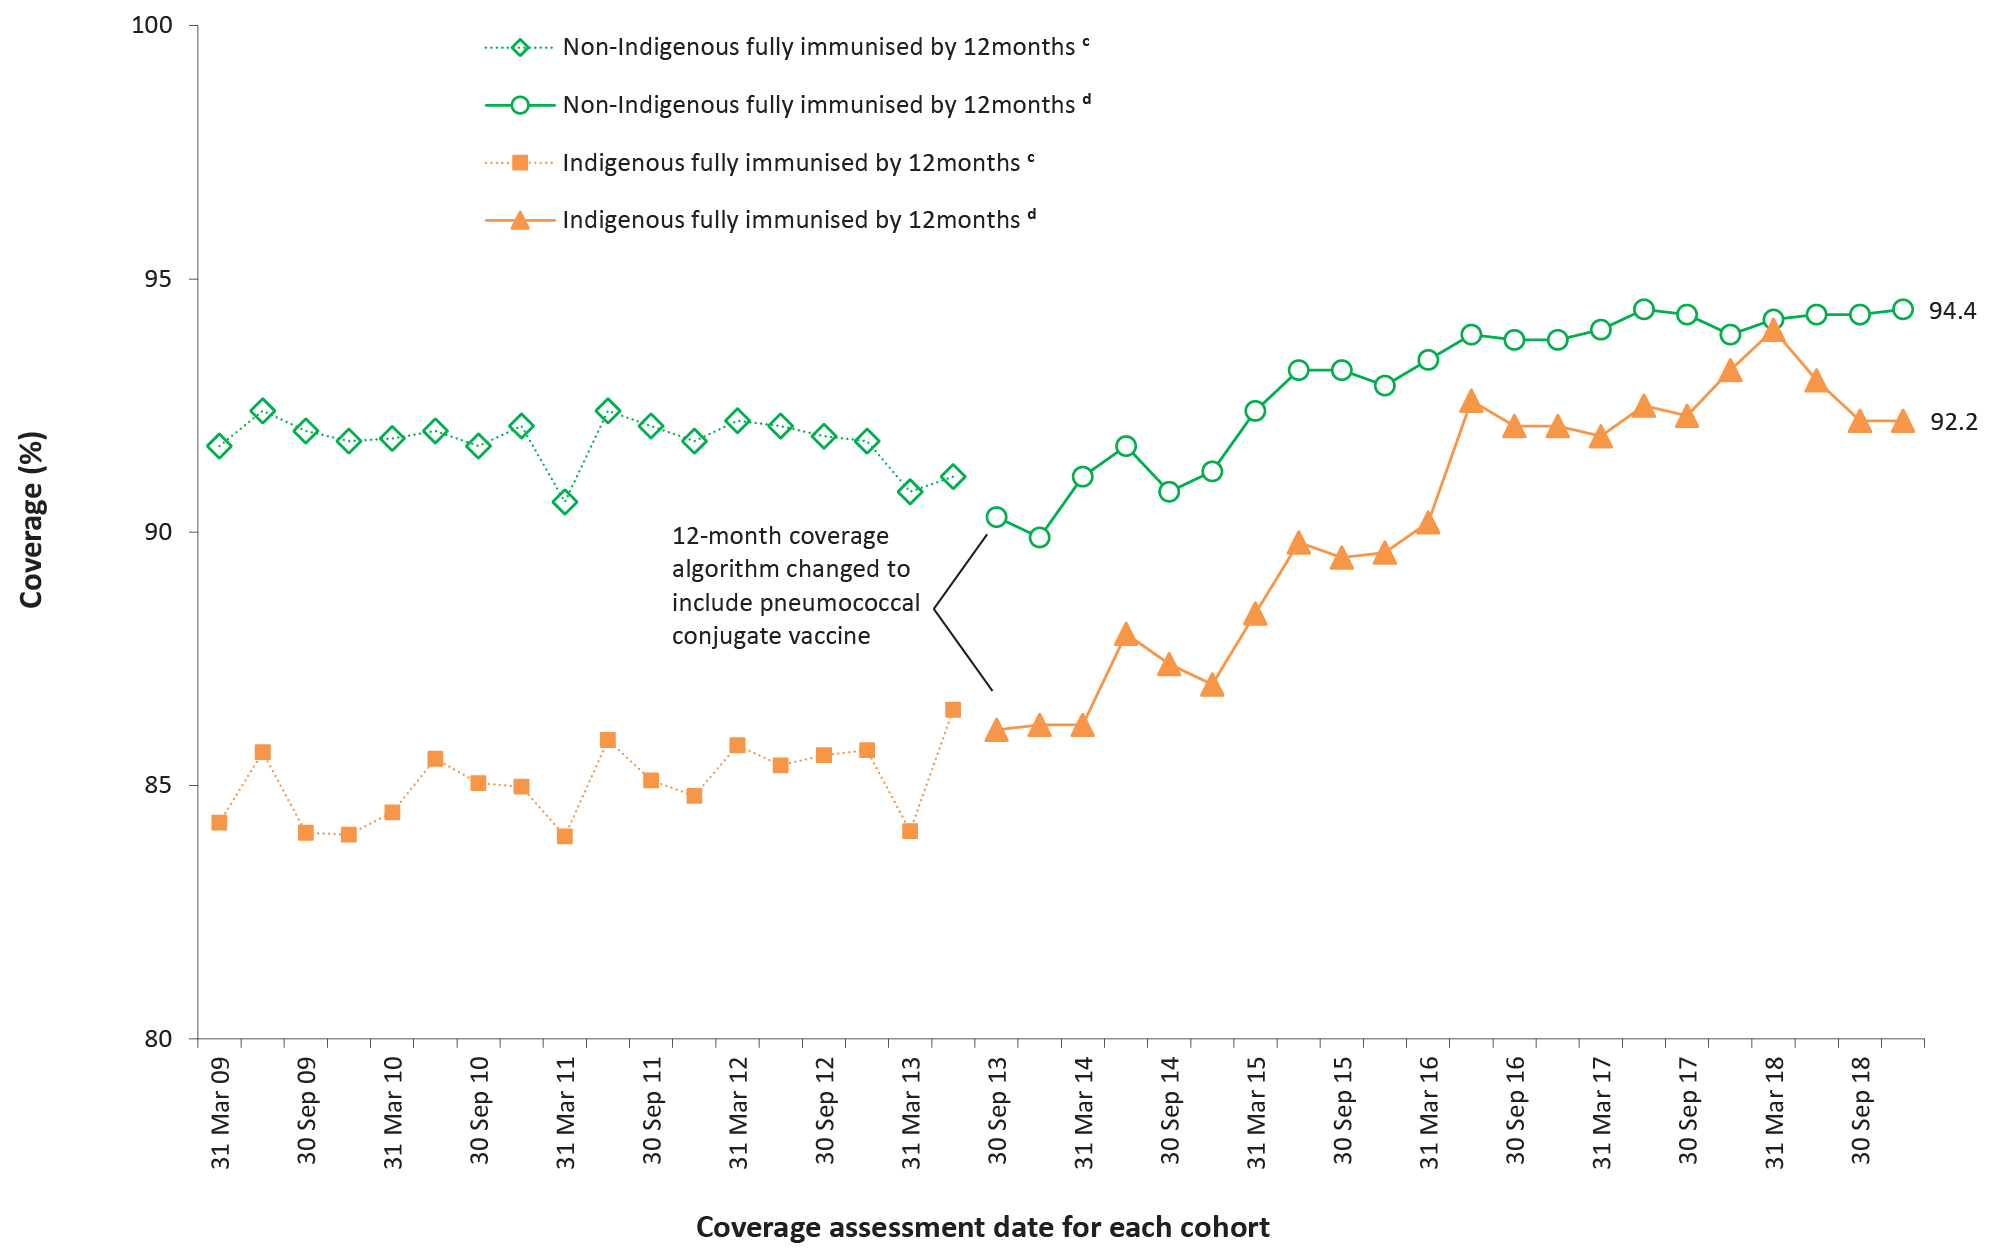 100
Non-Indigenous fully immunised by 12months c
Non-Indigenous fully immunised by 12months d
Indigenous fully immunised by 12months c
Indigenous fully immunised by 12months d
95
94.4
92.2
Coverage (%)
90
12-month coverage
algorithm changed to
include pneumococcal
conjugate vaccine
85
80
31 Mar 09
30 Sep 09
31 Mar 10
30 Sep 10
31 Mar 11
30 Sep 11
31 Mar 12
30 Sep 12
31 Mar 13
30 Sep 13
31 Mar 14
30 Sep 14
31 Mar 15
30 Sep 15
31 Mar 16
30 Sep 16
31 Mar 17
30 Sep 17
31 Mar 18
30 Sep 18
Coverage assessment date for each cohort